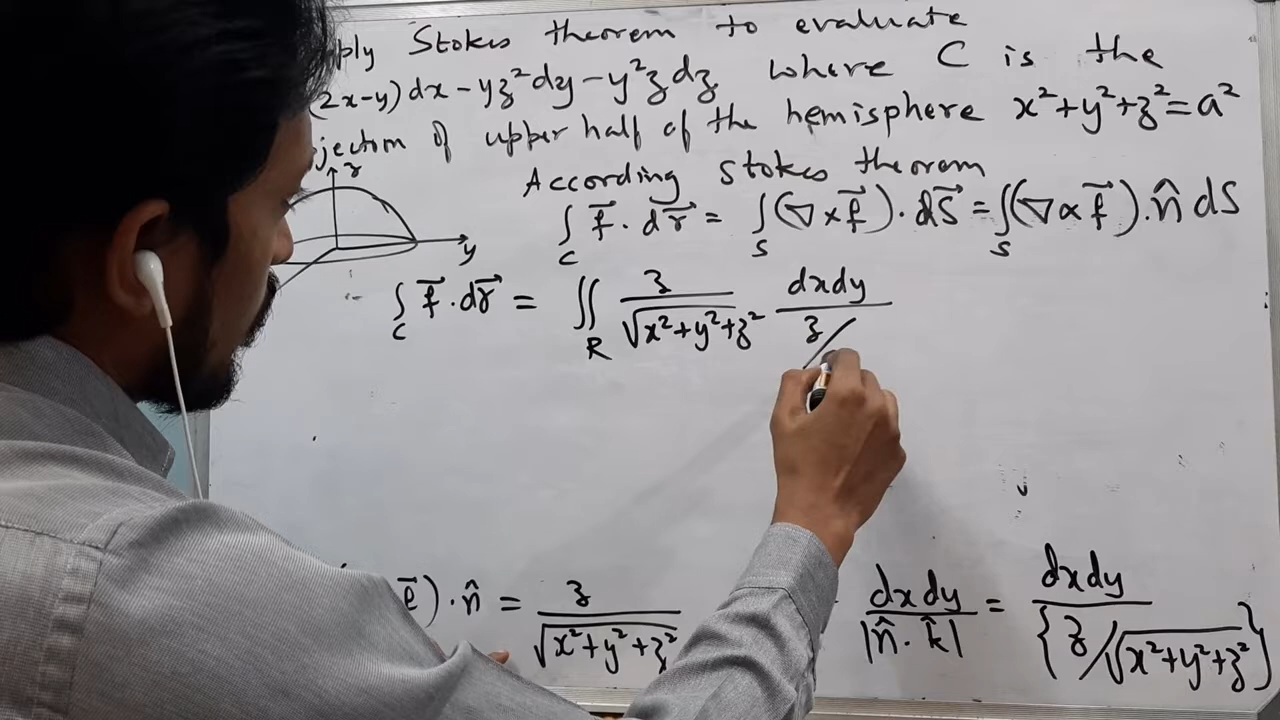 ply Stokes theorem to evaluate
(2x-y)dx - yz²dy - y²z dz where C is the
jection of upper half of the hemisphere x²+y²+z²=a²
According stokes theorem
y
∫_C f⃗ · dr⃗ = ∫_S (∇ × f⃗) · dS⃗ = ∫_S (∇ × f⃗) · n̂ dS
∫_C f⃗ · dr⃗ = ∬_R z/√(x²+y²+z²) dxdy/z/
) · n̂ = z/√(x²+y²+z²)
dxdy/|n̂ · k̂| = dxdy/{z/√(x²+y²+z²)}